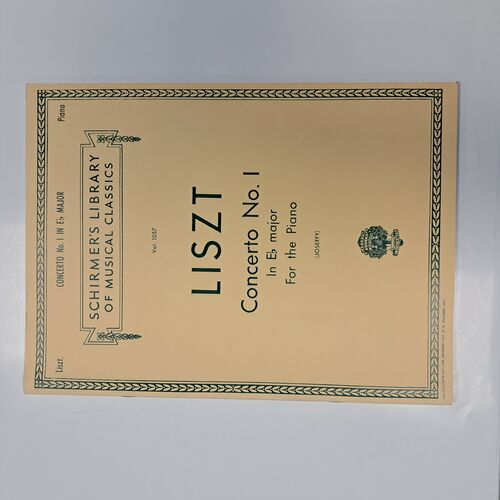 Liszt. CONCERTO No. I IN E♭ MAJOR Piano
SCHIRMER'S LIBRARY
OF MUSICAL CLASSICS
Vol. 1057
LISZT
Concerto No. I
In E♭ major
For the Piano
(JOSEFFY)